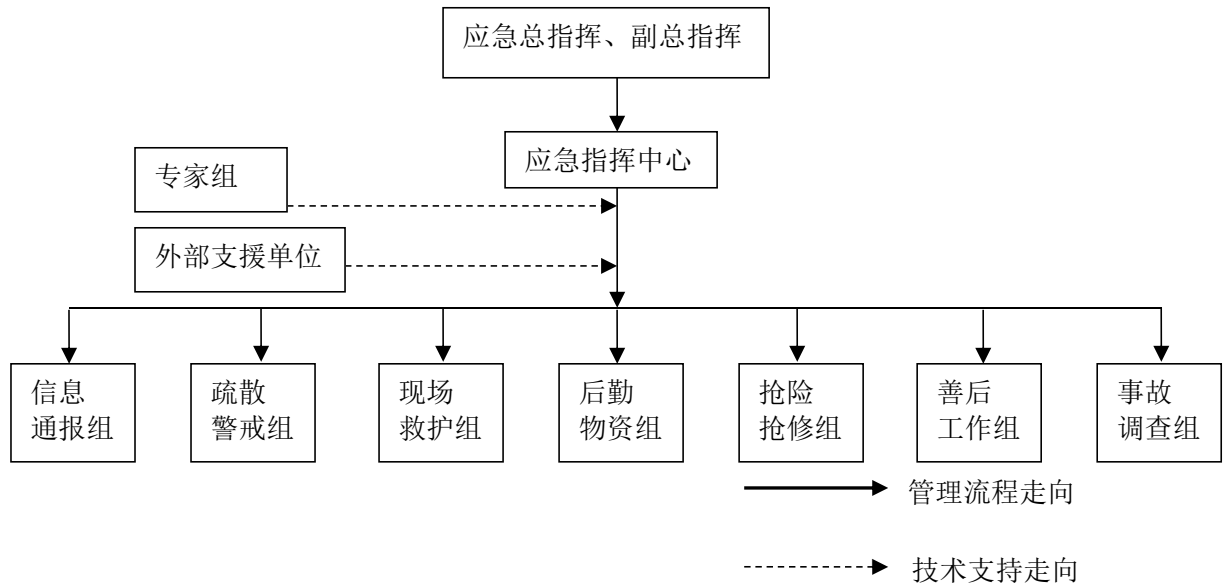 应急总指挥、副总指挥
应急指挥中心
专家组
外部支援单位
信息
通报组
疏散
警戒组
现场
救护组
后勤
物资组
抢险
抢修组
善后
工作组
事故
调查组
管理流程走向
技术支持走向